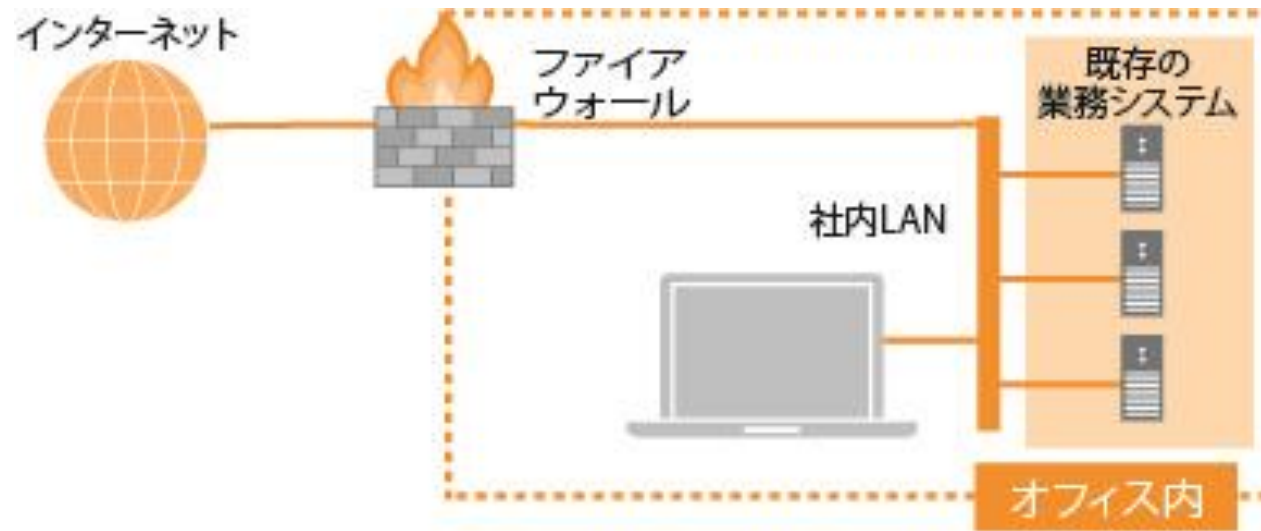 インターネット
ファイア
ウォール
既存の
業務システム
社内LAN
オフィス内